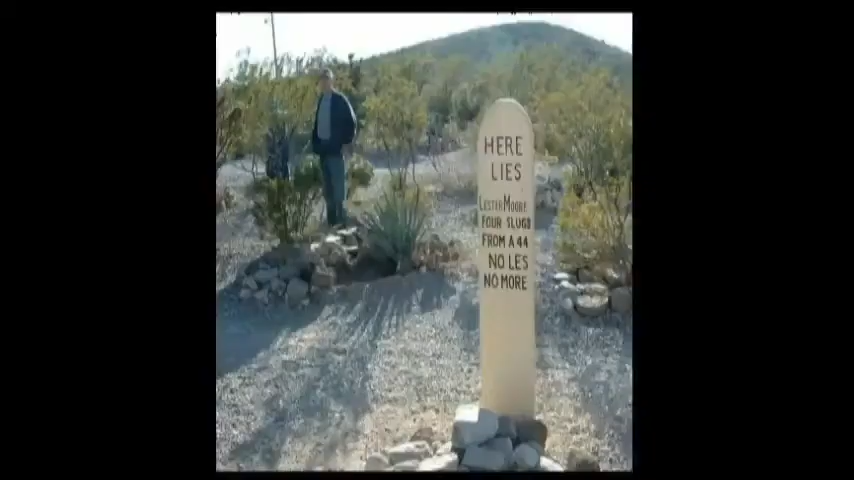 HERE
LIES
LESTER MOORE
FOUR SLUGS
FROM A 44
NO LES
NO MORE